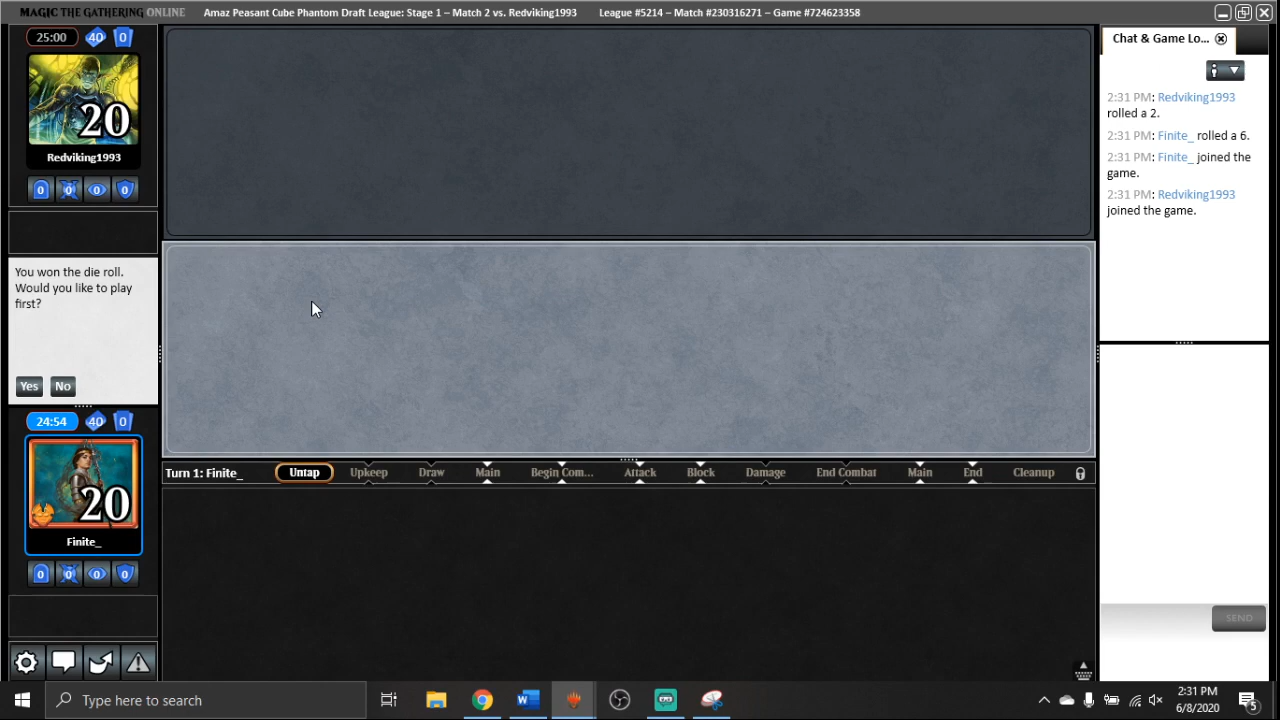 MAGIC THE GATHERING ONLINE Amaz Peasant Cube Phantom Draft League: Stage 1 – Match 2 vs. Redviking1993 League #5214 – Match #230316271 – Game #724623358
25:00 40 0
20
Redviking1993
0 0 0 0
You won the die roll.
Would you like to play
first?
Yes No
24:54 40 0
20
Finite_
0 0 0 0
Turn 1: Finite_ Untap Upkeep Draw Main Begin Com... Attack Block Damage End Combat Main End Cleanup
Chat & Game Lo...
2:31 PM: Redviking1993
rolled a 2.
2:31 PM: Finite_ rolled a 6.
2:31 PM: Finite_ joined the
game.
2:31 PM: Redviking1993
joined the game.
SEND
Type here to search
2:31 PM
6/8/2020
5